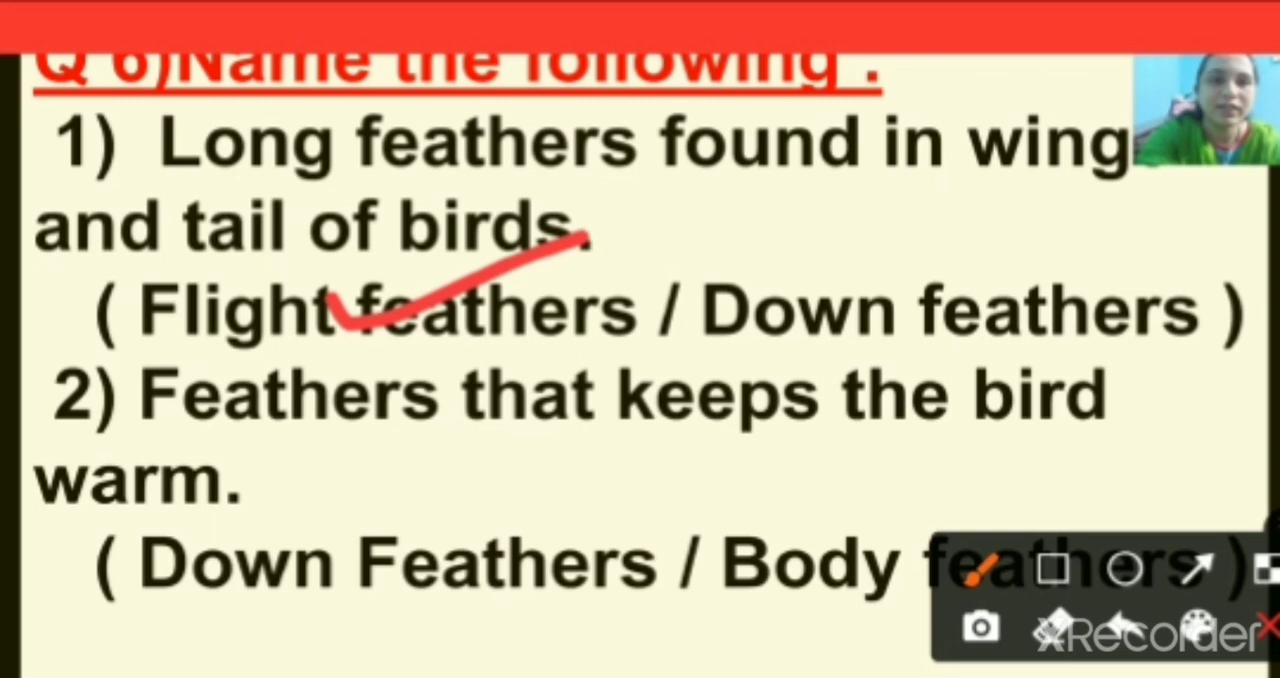 Q 6)Name the following :
1) Long feathers found in wing
and tail of birds.
( Flight feathers / Down feathers )
2) Feathers that keeps the bird
warm.
( Down Feathers / Body feathers )
XRecorder